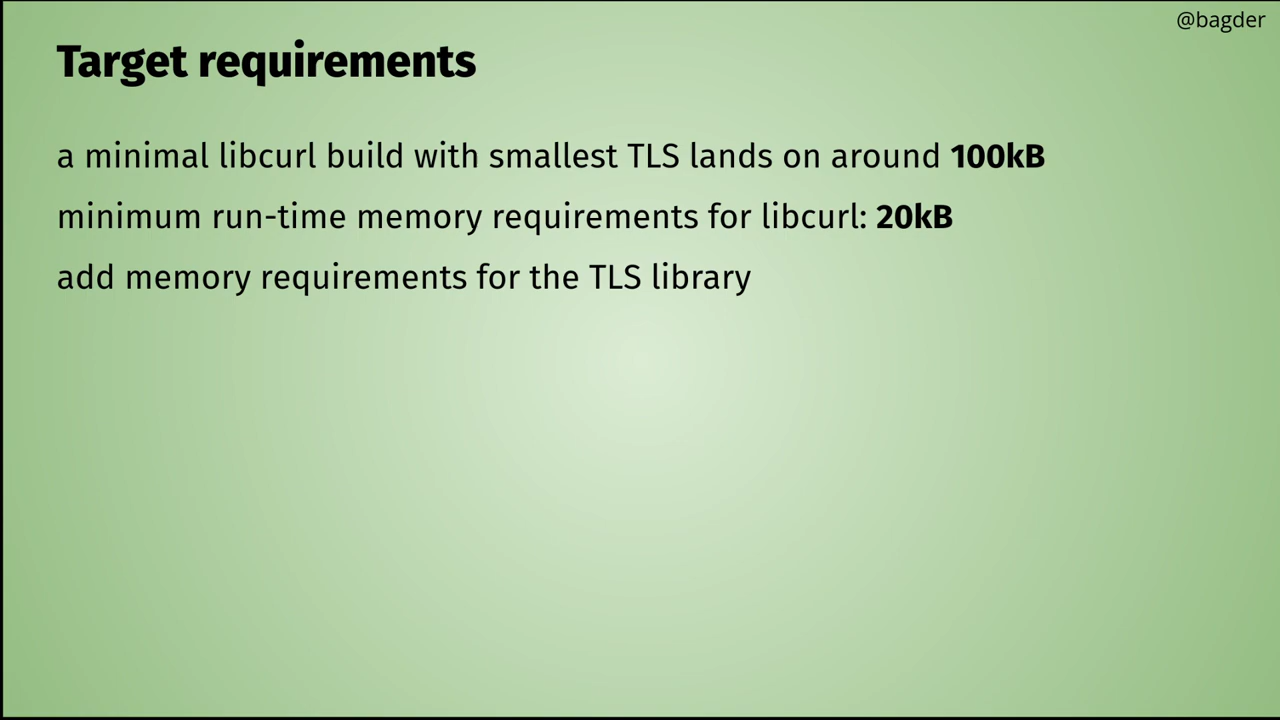 @bagder
Target requirements
a minimal libcurl build with smallest TLS lands on around 100kB
minimum run-time memory requirements for libcurl: 20kB
add memory requirements for the TLS library